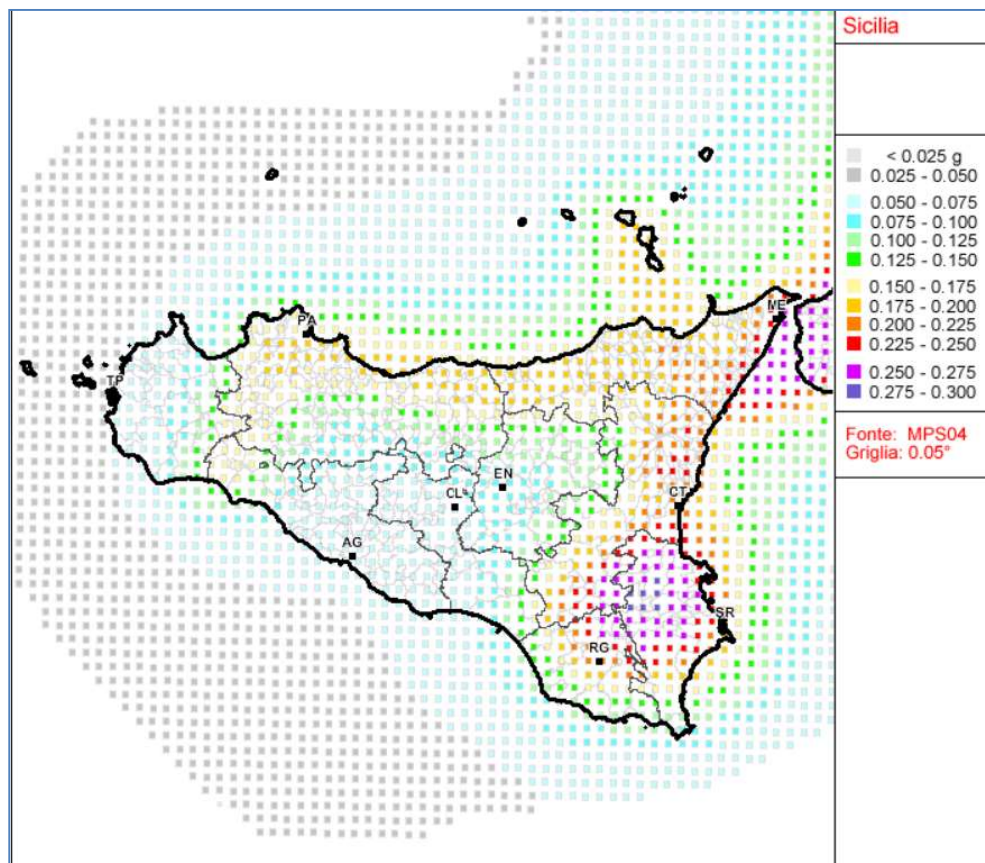 Sicilia
< 0.025 g
0.025 - 0.050
0.050 - 0.075
0.075 - 0.100
0.100 - 0.125
0.125 - 0.150
0.150 - 0.175
0.175 - 0.200
0.200 - 0.225
0.225 - 0.250
0.250 - 0.275
0.275 - 0.300
Fonte: MPS04
Griglia: 0.05°
ME
PA
TP
EN
CL
CT
AG
SR
RG